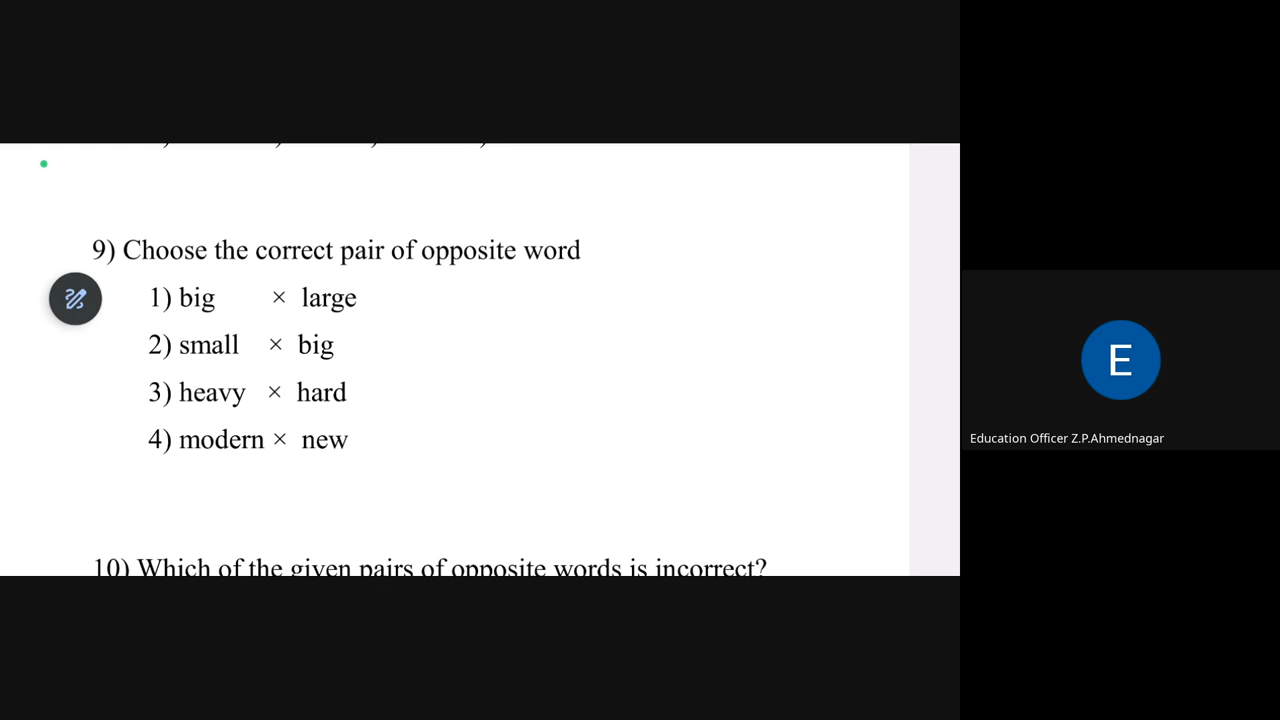 9) Choose the correct pair of opposite word
1) big × large
2) small × big
3) heavy × hard
4) modern × new
10) Which of the given pairs of opposite words is incorrect?
E
Education Officer Z.P.Ahmednagar